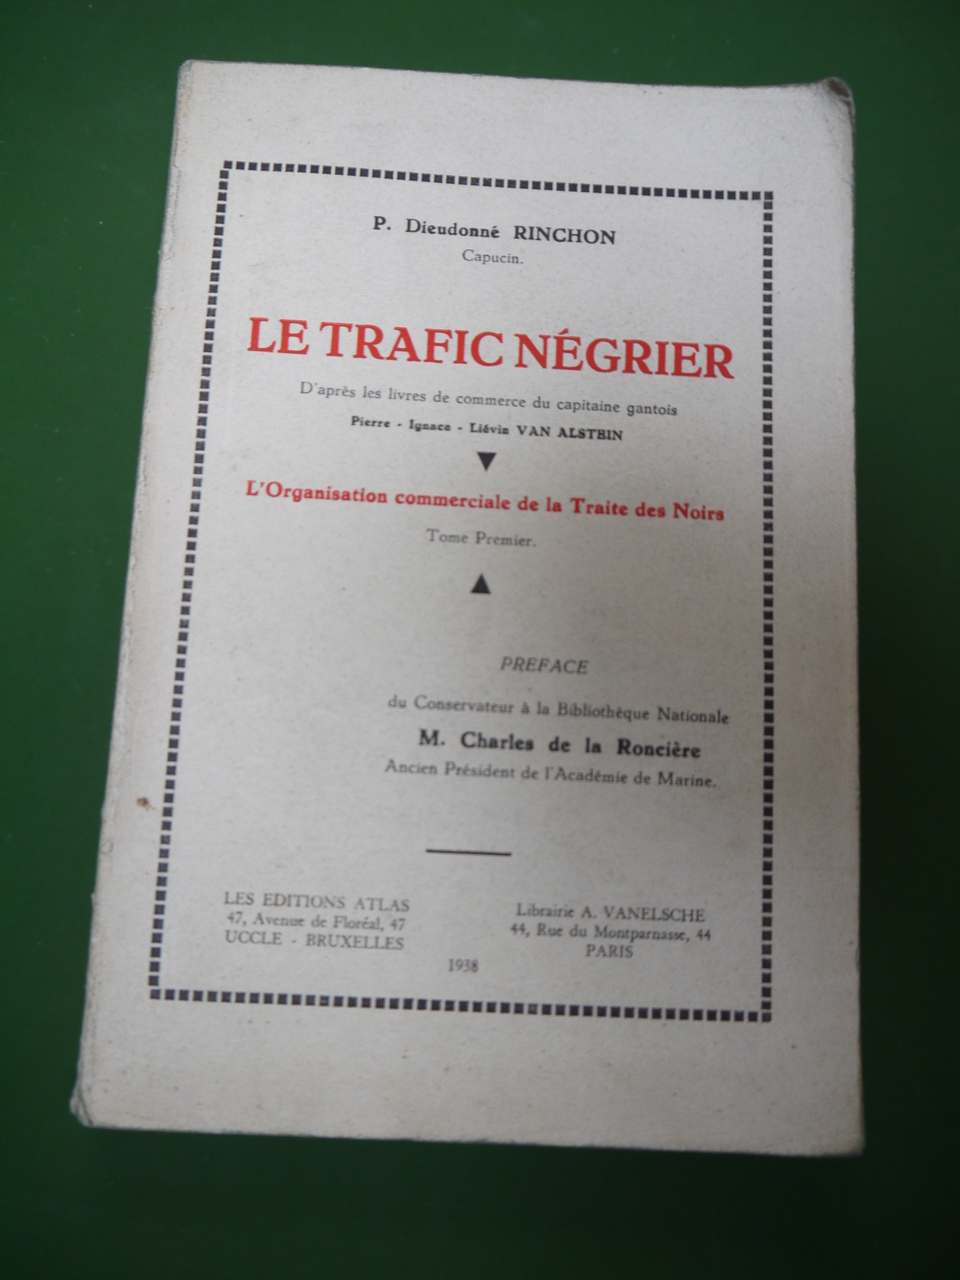 P. Dieudonné RINCHON
Capucin.
LE TRAFIC NÉGRIER
D'après les livres de commerce du capitaine gantois
Pierre - Ignace - Liévin VAN ALSTEIN
L'Organisation commerciale de la Traite des Noirs
Tome Premier.
PREFACE
du Conservateur à la Bibliothèque Nationale
M. Charles de la Roncière
Ancien Président de l'Académie de Marine.
LES EDITIONS ATLAS
47, Avenue de Floréal, 47
UCCLE - BRUXELLES
Librairie A. VANELSCHE
44, Rue du Montparnasse, 44
PARIS
1938